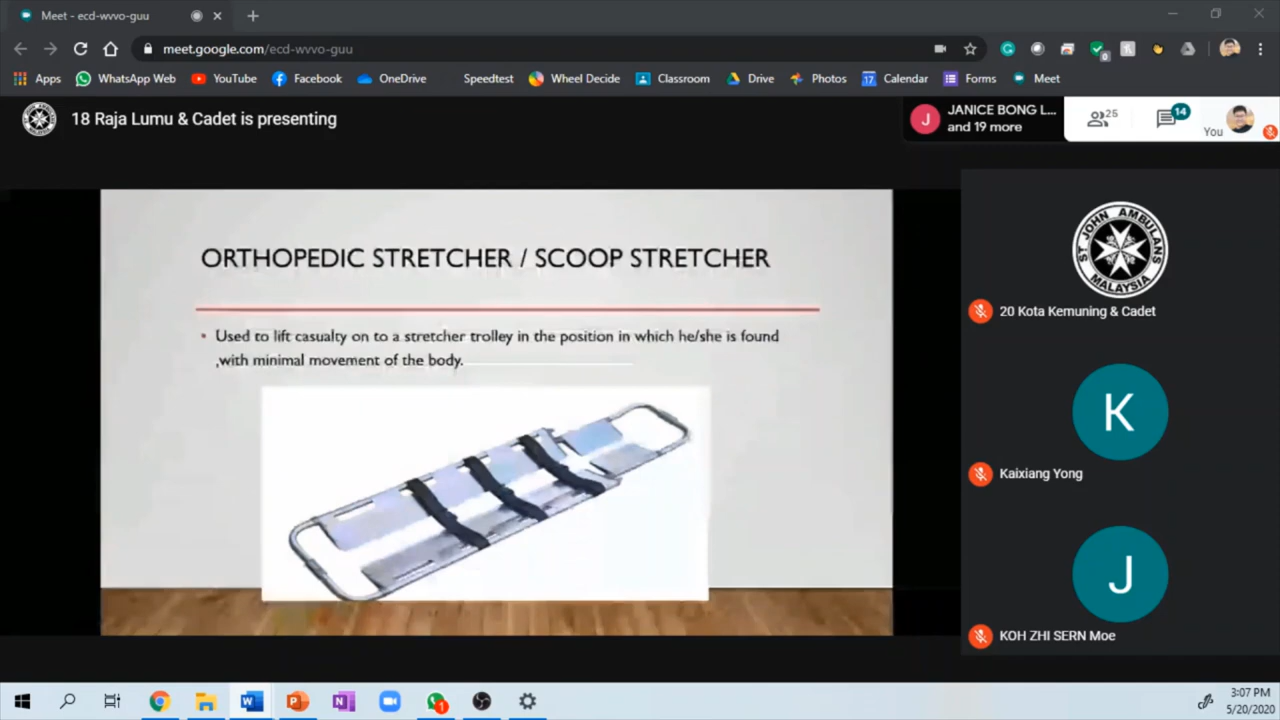 Meet - ecd-wvvo-guu
meet.google.com/ecd-wvvo-guu
Apps WhatsApp Web YouTube Facebook OneDrive Speedtest Wheel Decide Classroom Drive Photos Calendar Forms Meet
18 Raja Lumu & Cadet is presenting
JANICE BONG L...
and 19 more
25
14
You
ORTHOPEDIC STRETCHER / SCOOP STRETCHER
• Used to lift casualty on to a stretcher trolley in the position in which he/she is found
,with minimal movement of the body.
ST JOHN AMBULANS
MALAYSIA
20 Kota Kemuning & Cadet
K
Kaixiang Yong
J
KOH ZHI SERN Moe
3:07 PM
5/20/2020